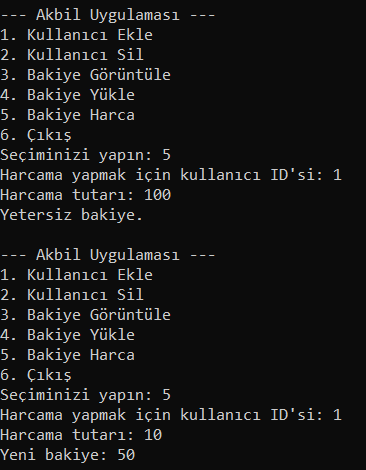 --- Akbil Uygulaması ---
1. Kullanıcı Ekle
2. Kullanıcı Sil
3. Bakiye Görüntüle
4. Bakiye Yükle
5. Bakiye Harca
6. Çıkış
Seçiminizi yapın: 5
Harcama yapmak için kullanıcı ID'si: 1
Harcama tutarı: 100
Yetersiz bakiye.

--- Akbil Uygulaması ---
1. Kullanıcı Ekle
2. Kullanıcı Sil
3. Bakiye Görüntüle
4. Bakiye Yükle
5. Bakiye Harca
6. Çıkış
Seçiminizi yapın: 5
Harcama yapmak için kullanıcı ID'si: 1
Harcama tutarı: 10
Yeni bakiye: 50